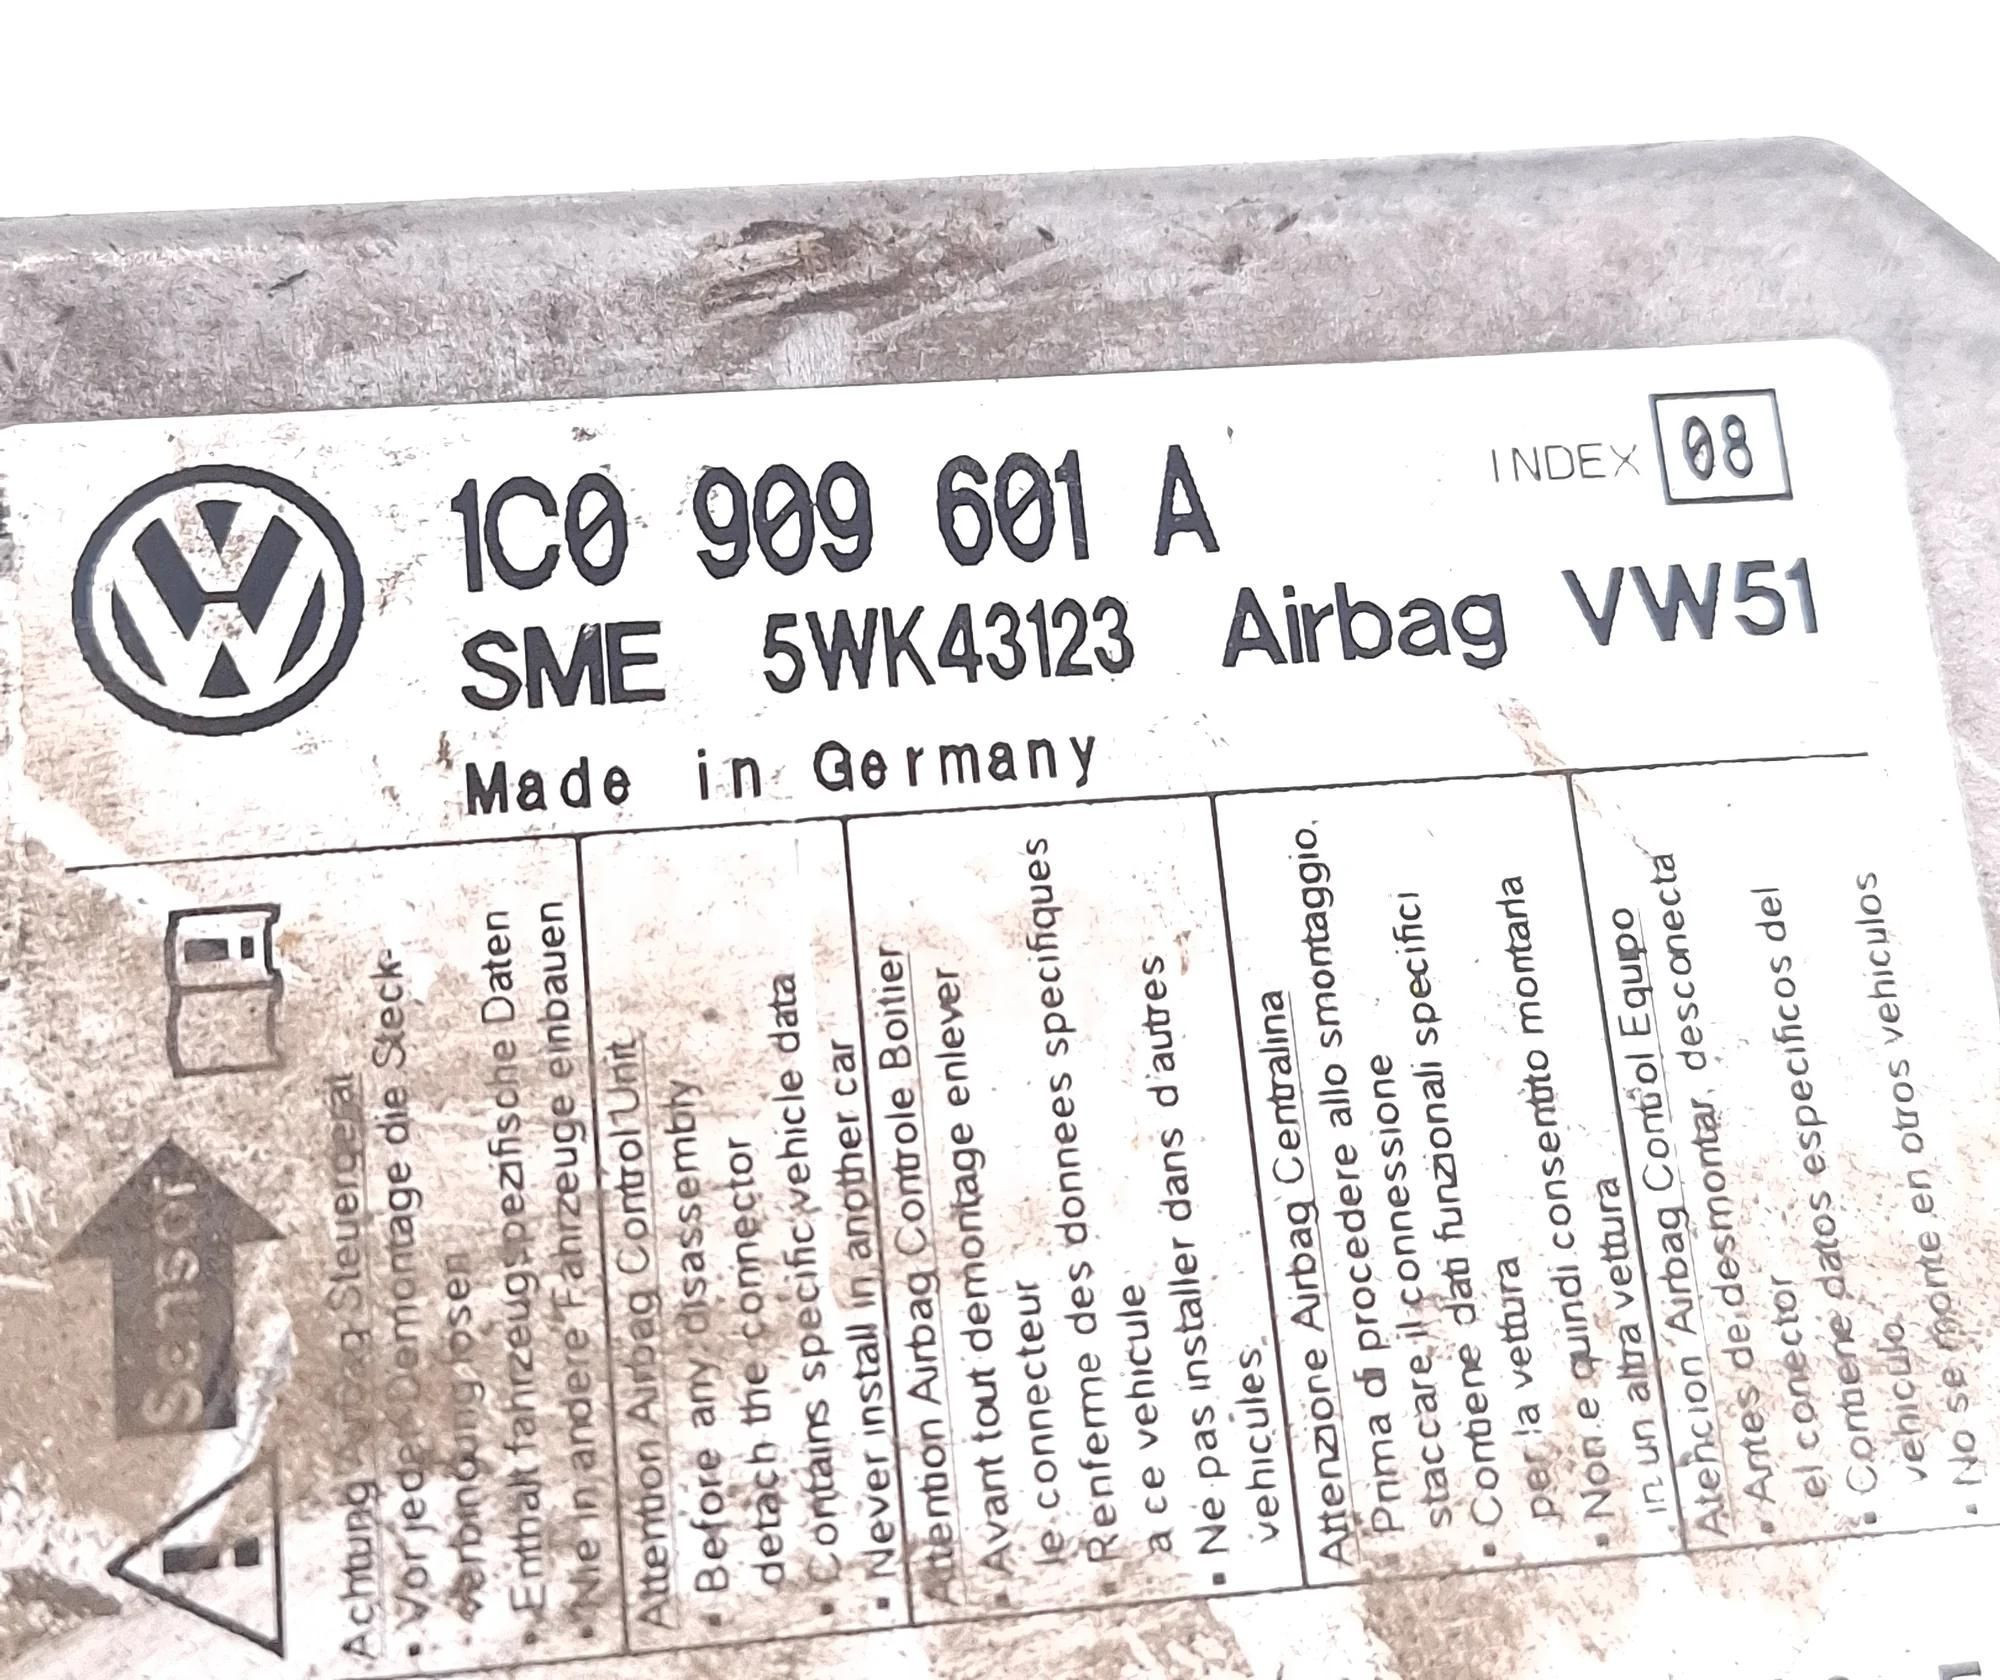 1C0 909 601 A
INDEX 08
SME 5WK43123 Airbag VW51
Made in Germany
Sensor
Achtung Airbag Steuergerät
• Vor jeder Demontage die Steck-
verbindung lösen
• Enthält fahrzeugspezifische Daten
• Nie in andere Fahrzeuge einbauen
Attention Airbag Control Unit
• Before any disassembly
detach the connector
• Contains specific vehicle data
• Never install in another car
Attention Airbag Controle Boitier
• Avant tout demontage enlever
le connecteur
• Renferme des donnees specifiques
a ce vehicule
• Ne pas installer dans d'autres
vehicules.
Attenzione Airbag Centralina
• Prima di procedere allo smontaggio,
staccare il connessione
• Contiene dati funzionali specifici
per la vettura
• Non e quindi consentito montarla
in un altra vettura
Atencion Airbag Control Equipo
• Antes de desmontar, desconecta
el conector
• Contiene datos especificos del
vehiculo.
• No se monte en otros vehiculos